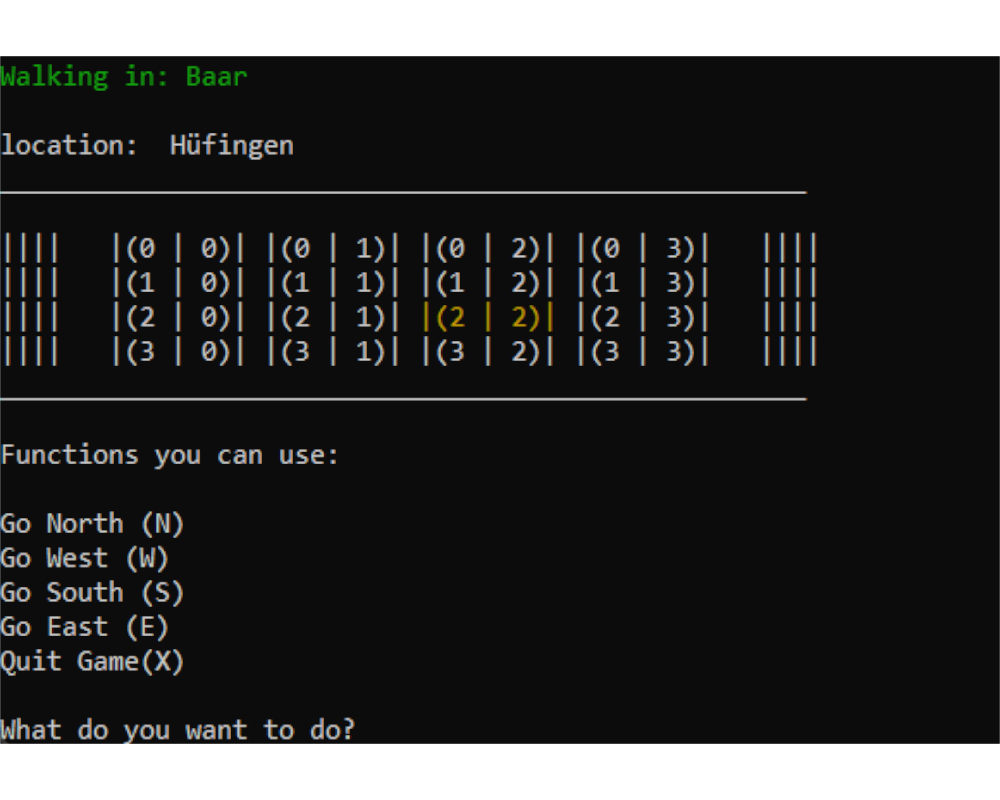 Walking in: Baar
location:  Hüfingen
||||   |(0 | 0)| |(0 | 1)| |(0 | 2)| |(0 | 3)|   ||||
||||   |(1 | 0)| |(1 | 1)| |(1 | 2)| |(1 | 3)|   ||||
||||   |(2 | 0)| |(2 | 1)| |(2 | 2)| |(2 | 3)|   ||||
||||   |(3 | 0)| |(3 | 1)| |(3 | 2)| |(3 | 3)|   ||||
Functions you can use:
Go North (N)
Go West (W)
Go South (S)
Go East (E)
Quit Game(X)
What do you want to do?